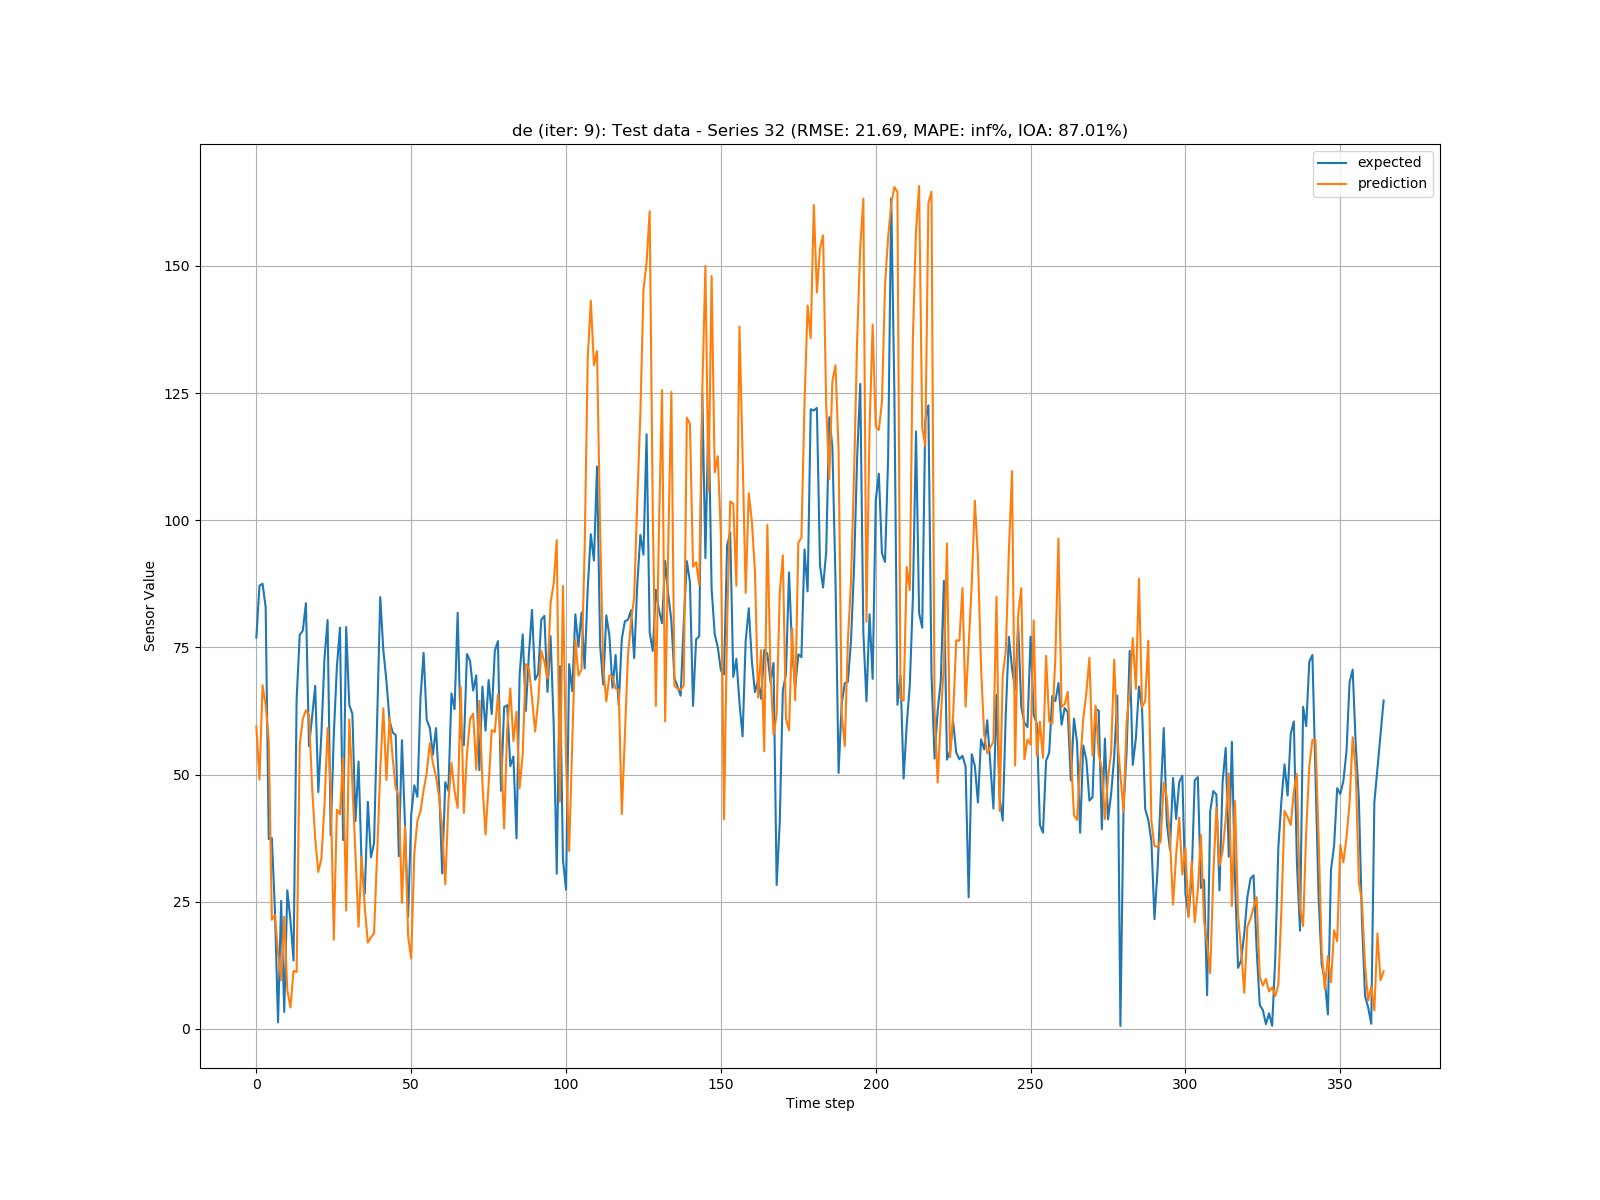 de (iter: 9): Test data - Series 32 (RMSE: 21.69, MAPE: inf%, IOA: 87.01%)
expected
prediction
150
125
100
75
50
25
0
Sensor Value
0 50 100 150 200 250 300 350
Time step